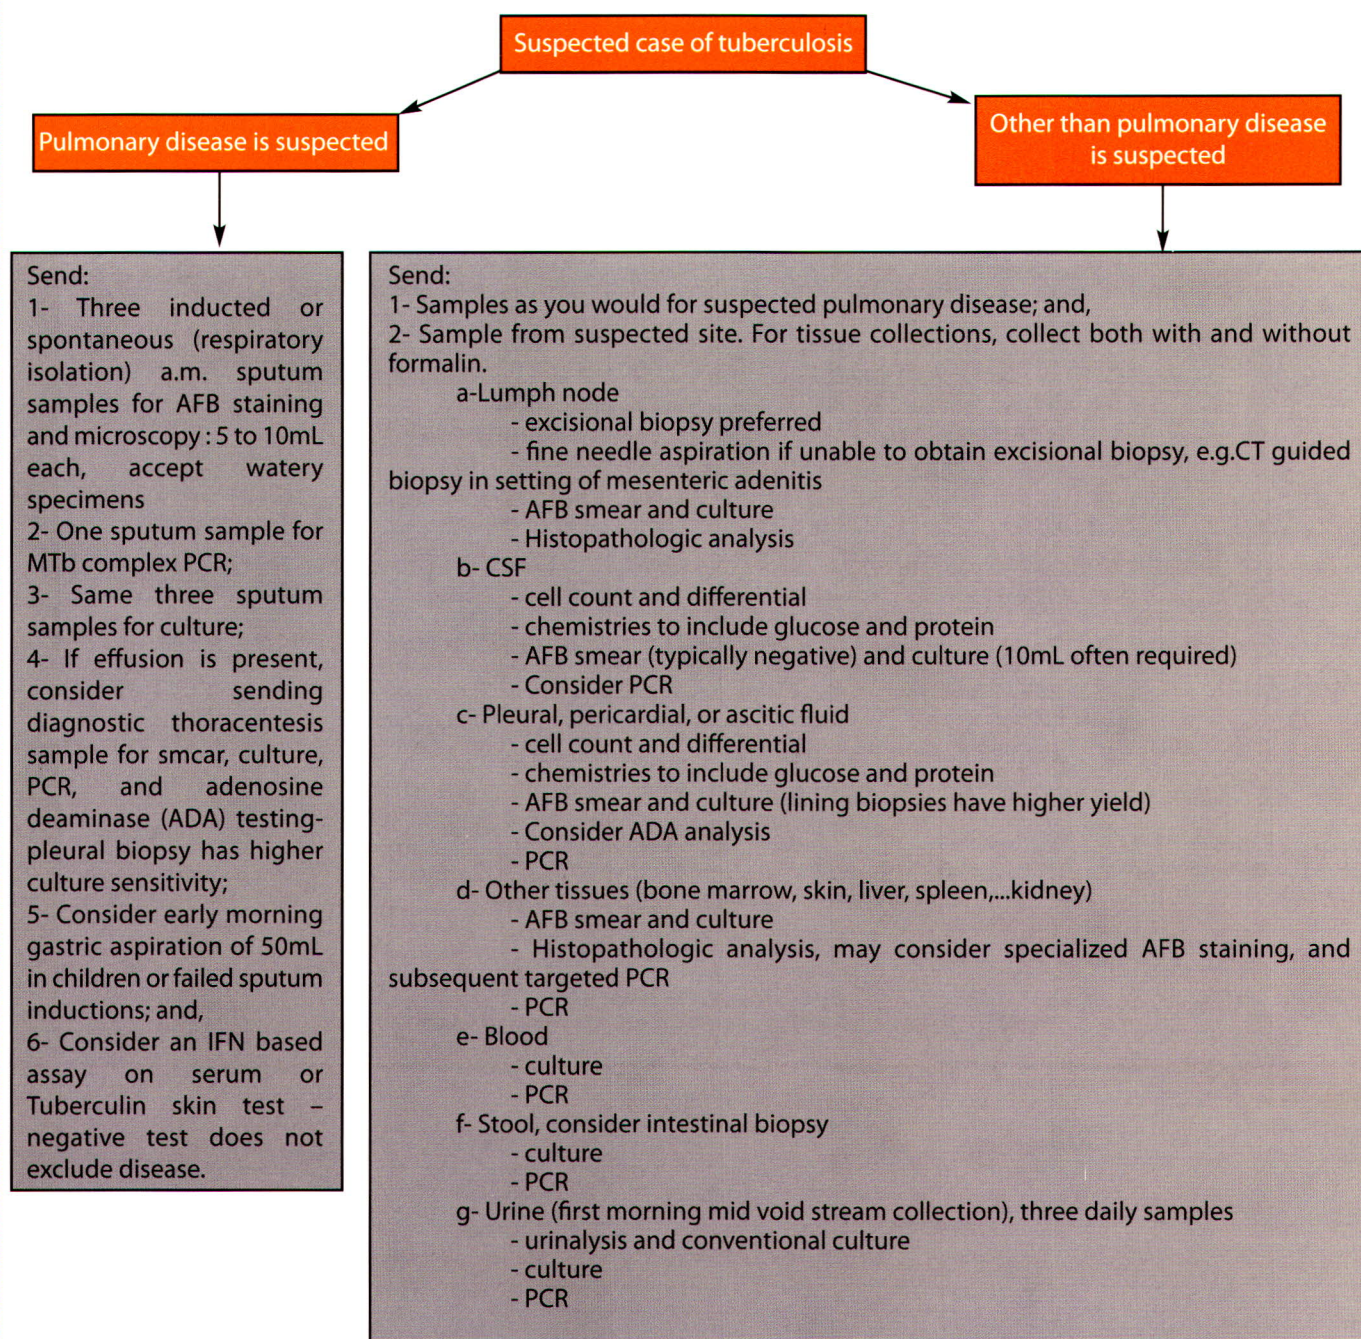 Suspected case of tuberculosis
Pulmonary disease is suspected
Other than pulmonary disease
is suspected
Send:
1- Three inducted or
spontaneous (respiratory
isolation) a.m. sputum
samples for AFB staining
and microscopy : 5 to 10mL
each, accept watery
specimens
2- One sputum sample for
MTb complex PCR;
3- Same three sputum
samples for culture;
4- If effusion is present,
consider sending
diagnostic thoracentesis
sample for smcar, culture,
PCR, and adenosine
deaminase (ADA) testing-
pleural biopsy has higher
culture sensitivity;
5- Consider early morning
gastric aspiration of 50mL
in children or failed sputum
inductions; and,
6- Consider an IFN based
assay on serum or
Tuberculin skin test –
negative test does not
exclude disease.
Send:
1- Samples as you would for suspected pulmonary disease; and,
2- Sample from suspected site. For tissue collections, collect both with and without
formalin.
a-Lumph node
- excisional biopsy preferred
- fine needle aspiration if unable to obtain excisional biopsy, e.g.CT guided
biopsy in setting of mesenteric adenitis
- AFB smear and culture
- Histopathologic analysis
b- CSF
- cell count and differential
- chemistries to include glucose and protein
- AFB smear (typically negative) and culture (10mL often required)
- Consider PCR
c- Pleural, pericardial, or ascitic fluid
- cell count and differential
- chemistries to include glucose and protein
- AFB smear and culture (lining biopsies have higher yield)
- Consider ADA analysis
- PCR
d- Other tissues (bone marrow, skin, liver, spleen,...kidney)
- AFB smear and culture
- Histopathologic analysis, may consider specialized AFB staining, and
subsequent targeted PCR
- PCR
e- Blood
- culture
- PCR
f- Stool, consider intestinal biopsy
- culture
- PCR
g- Urine (first morning mid void stream collection), three daily samples
- urinalysis and conventional culture
- culture
- PCR